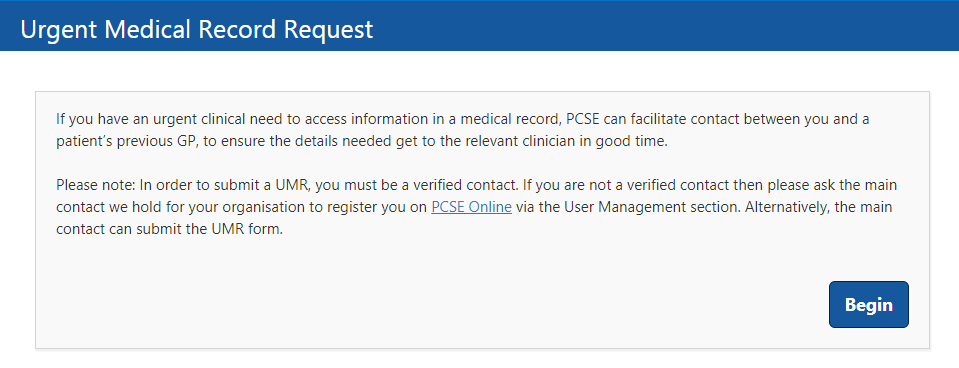 Urgent Medical Record Request
If you have an urgent clinical need to access information in a medical record, PCSE can facilitate contact between you and a
patient's previous GP, to ensure the details needed get to the relevant clinician in good time.
Please note: In order to submit a UMR, you must be a verified contact. If you are not a verified contact then please ask the main
contact we hold for your organisation to register you on PCSE Online via the User Management section. Alternatively, the main
contact can submit the UMR form.
Begin